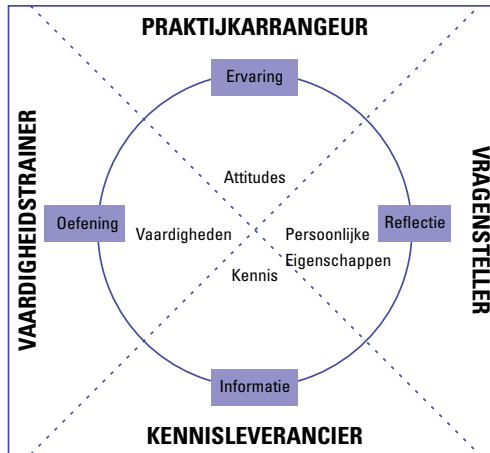 PRAKTIJKARRANGEUR
Ervaring
VAARDIGHEIDSTRAINER
VRAGENSTELLER
Attitudes
Oefening
Vaardigheden
Persoonlijke
Eigenschappen
Reflectie
Kennis
Informatie
KENNISLEVERANCIER